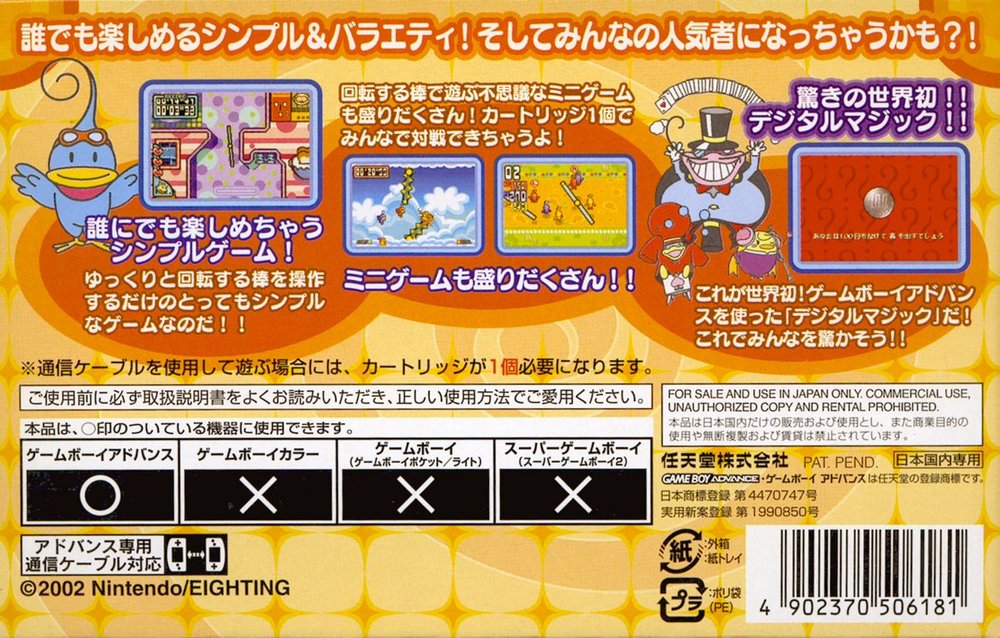 誰でも楽しめるシンプル&バラエティ!そしてみんなの人気者になっちゃうかも?!
誰にでも楽しめちゃう
シンプルゲーム!
ゆっくりと回転する棒を操作
するだけのとってもシンプル
なゲームなのだ!!
回転する棒で遊ぶ不思議なミニゲーム
も盛りだくさん!カートリッジ1個で
みんなで対戦できちゃうよ!
ミニゲームも盛りだくさん!!
驚きの世界初!!
デジタルマジック!!
100
あなたは100日をなげて 裏 を出すでしょう
これが世界初!ゲームボーイアドバン
スを使った「デジタルマジック」だ!
これでみんなを驚かそう!!
※通信ケーブルを使用して遊ぶ場合には、カートリッジが1個必要になります。
ご使用前に必ず取扱説明書をよくお読みいただき、正しい使用方法でご愛用ください。
本品は、○印のついている機器に使用できます。
ゲームボーイアドバンス
ゲームボーイカラー
ゲームボーイ
(ゲームボーイポケット/ライト)
スーパーゲームボーイ
(スーパーゲームボーイ2)
アドバンス専用
通信ケーブル対応
©2002 Nintendo/EIGHTING
FOR SALE AND USE IN JAPAN ONLY. COMMERCIAL USE,
UNAUTHORIZED COPY AND RENTAL PROHIBITED.
本品は日本国内だけの販売および使用とし、また商業目的の
使用や無断複製および賃貸は禁止されています。
任天堂株式会社 PAT. PEND. 日本国内専用
GAME BOY ADVANCE・ゲームボーイ アドバンスは任天堂の登録商標です。
日本商標登録 第4470747号
実用新案登録 第1990850号
紙 :外箱
:紙トレイ
プラ :ポリ袋
(PE)
4 902370 506181